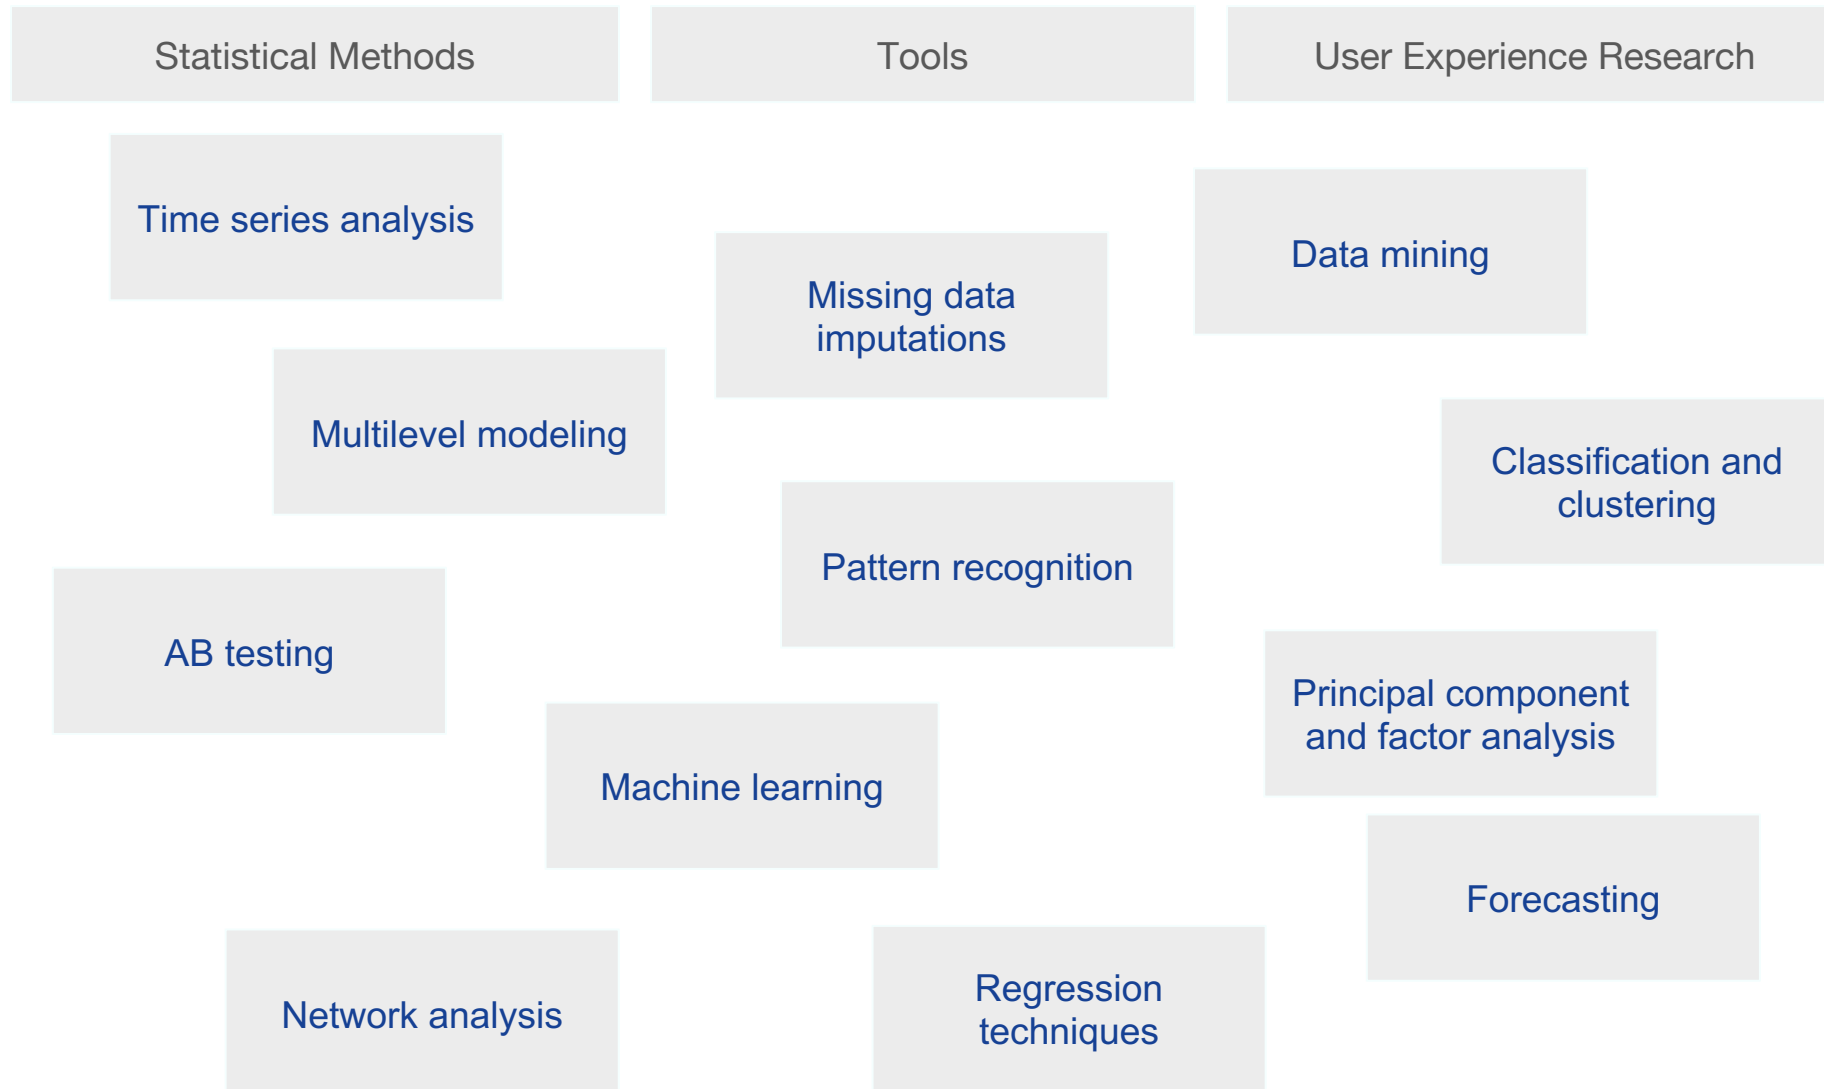 Statistical Methods
Tools
User Experience Research
Time series analysis
Data mining
Missing data
imputations
Multilevel modeling
Classification and
clustering
Pattern recognition
AB testing
Principal component
and factor analysis
Machine learning
Forecasting
Network analysis
Regression
techniques